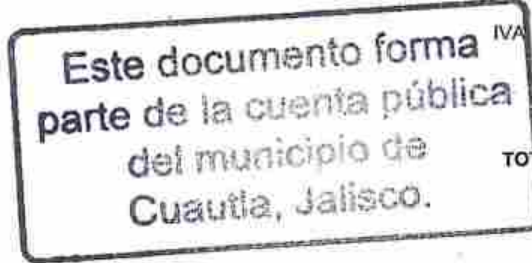 Este documento forma
parte de la cuenta pública
del municipio de
Cuautla, Jalisco.
IVA